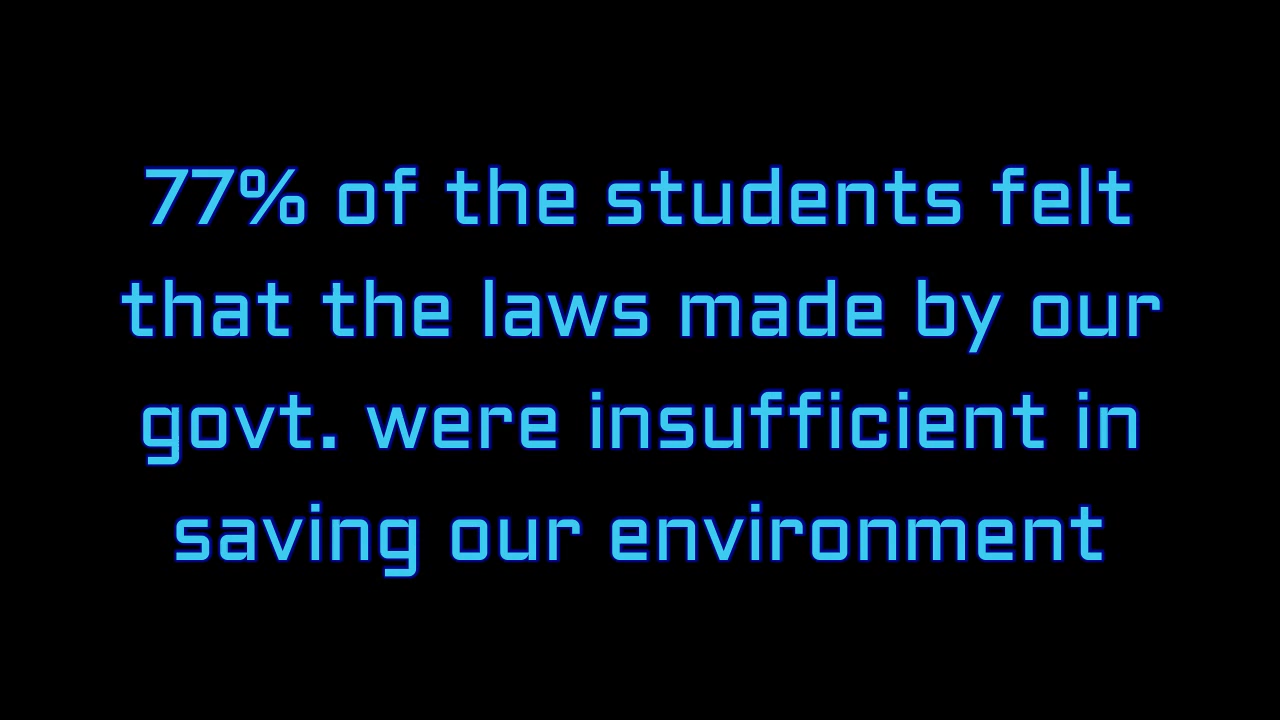 77% of the students felt
that the laws made by our
govt. were insufficient in
saving our environment